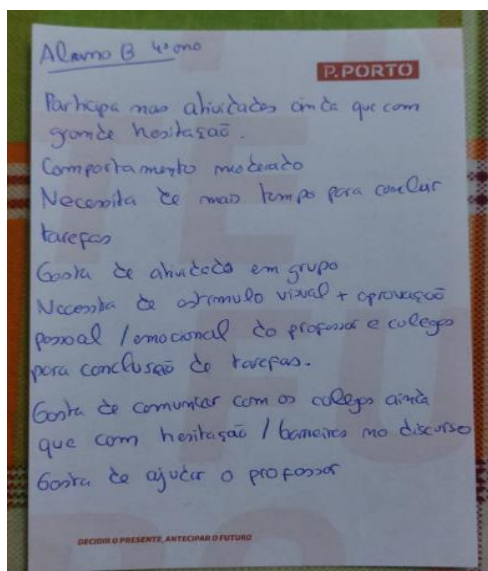 Aluno B 4º ano
P.PORTO
Participa nas atividades ainda que com
grande hesitação.
Comportamento moderado
Necessita de mais tempo para concluir
tarefas
Gosta de atividades em grupo
Necessita de estimulo visual + aprovação
pessoal / emocional do professor e colegas
para conclusão de tarefas.
Gosta de comunicar com os colegas ainda
que com hesitação / barreiras no discurso
Gosta de ajudar o professor
DECIDIR O PRESENTE, ANTECIPAR O FUTURO